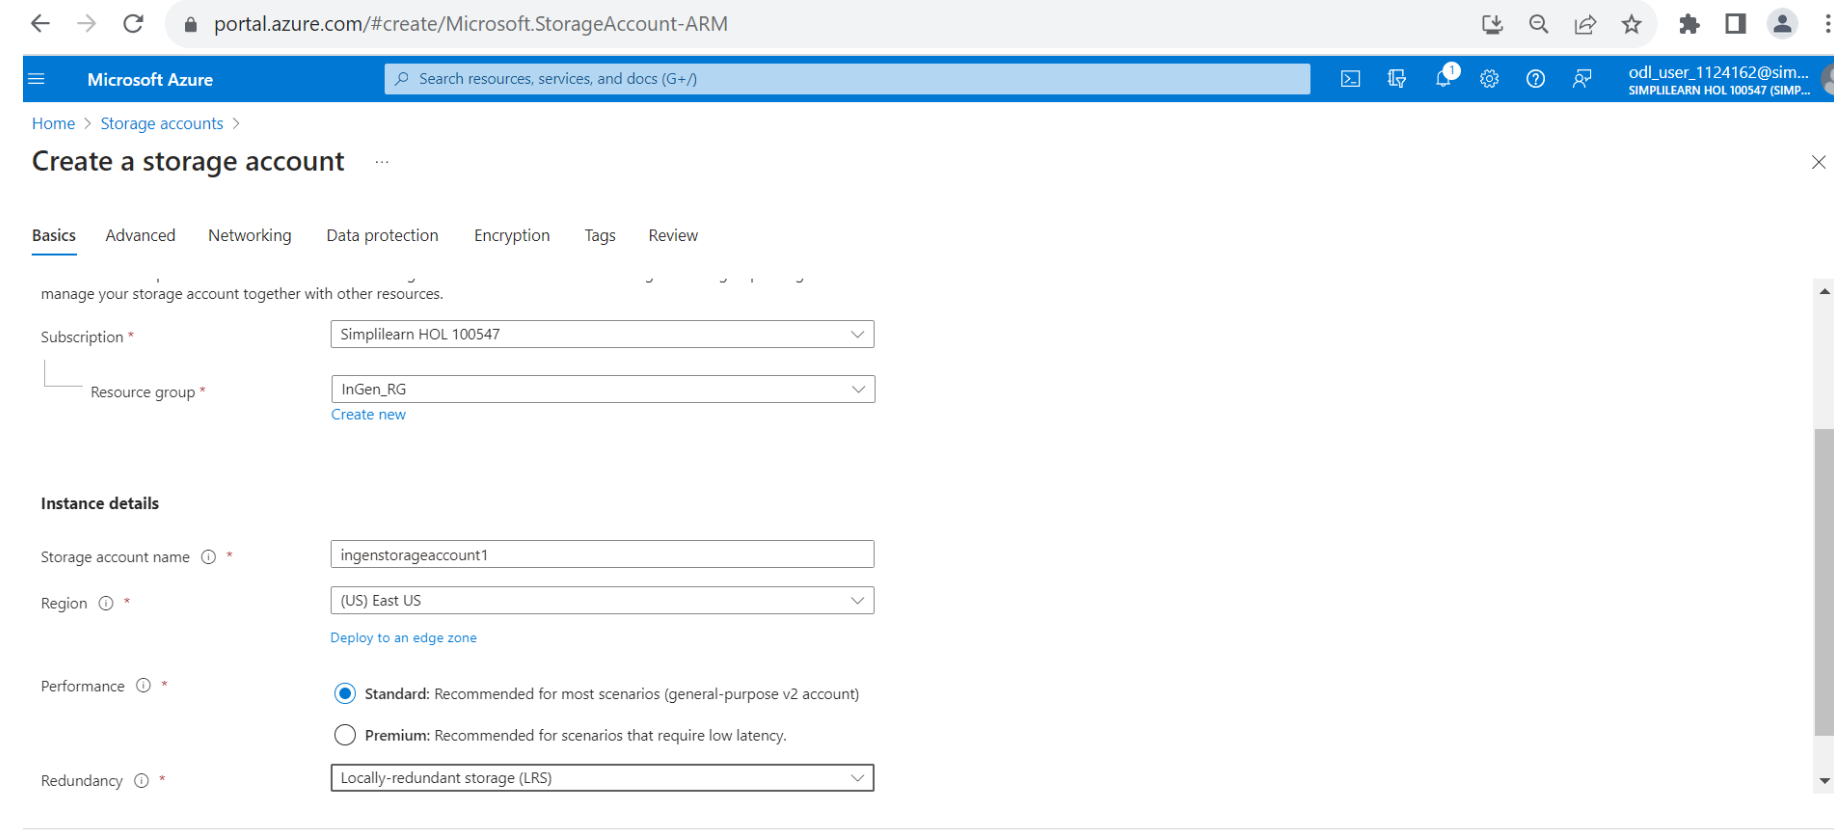 portal.azure.com/#create/Microsoft.StorageAccount-ARM
Microsoft Azure
Search resources, services, and docs (G+/)
1
odl_user_1124162@sim...
SIMPLILEARN HOL 100547 (SIMP...
Home > Storage accounts >
Create a storage account ...
Basics Advanced Networking Data protection Encryption Tags Review
manage your storage account together with other resources.
Subscription * Simplilearn HOL 100547
Resource group * InGen_RG
Create new
Instance details
Storage account name * ingenstorageaccount1
Region * (US) East US
Deploy to an edge zone
Performance * Standard: Recommended for most scenarios (general-purpose v2 account)
Premium: Recommended for scenarios that require low latency.
Redundancy * Locally-redundant storage (LRS)